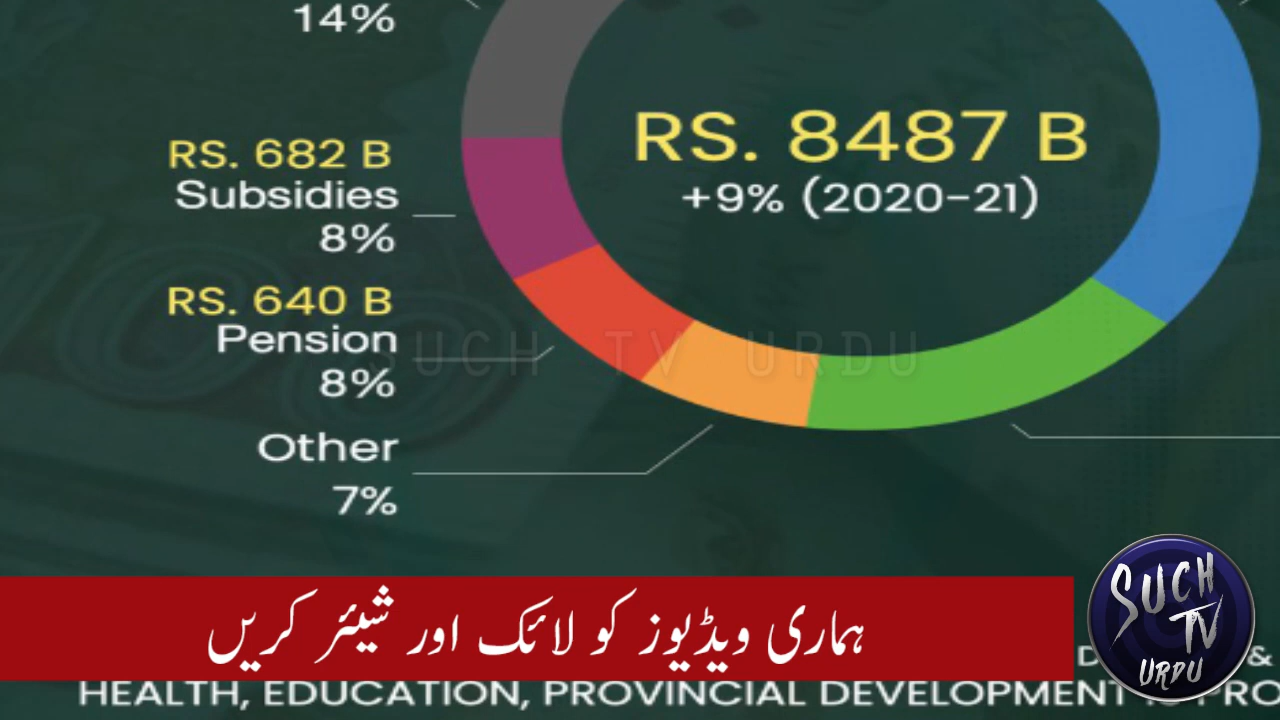 14%
RS. 682 B
Subsidies
8%
RS. 8487 B
+9% (2020-21)
RS. 640 B
Pension
8%
SUCH TV URDU
Other
7%
ہماری ویڈیوز کو لائک اور شیئر کریں
SUCH
TV
URDU
&
HEALTH, EDUCATION, PROVINCIAL DEVELOPMENT